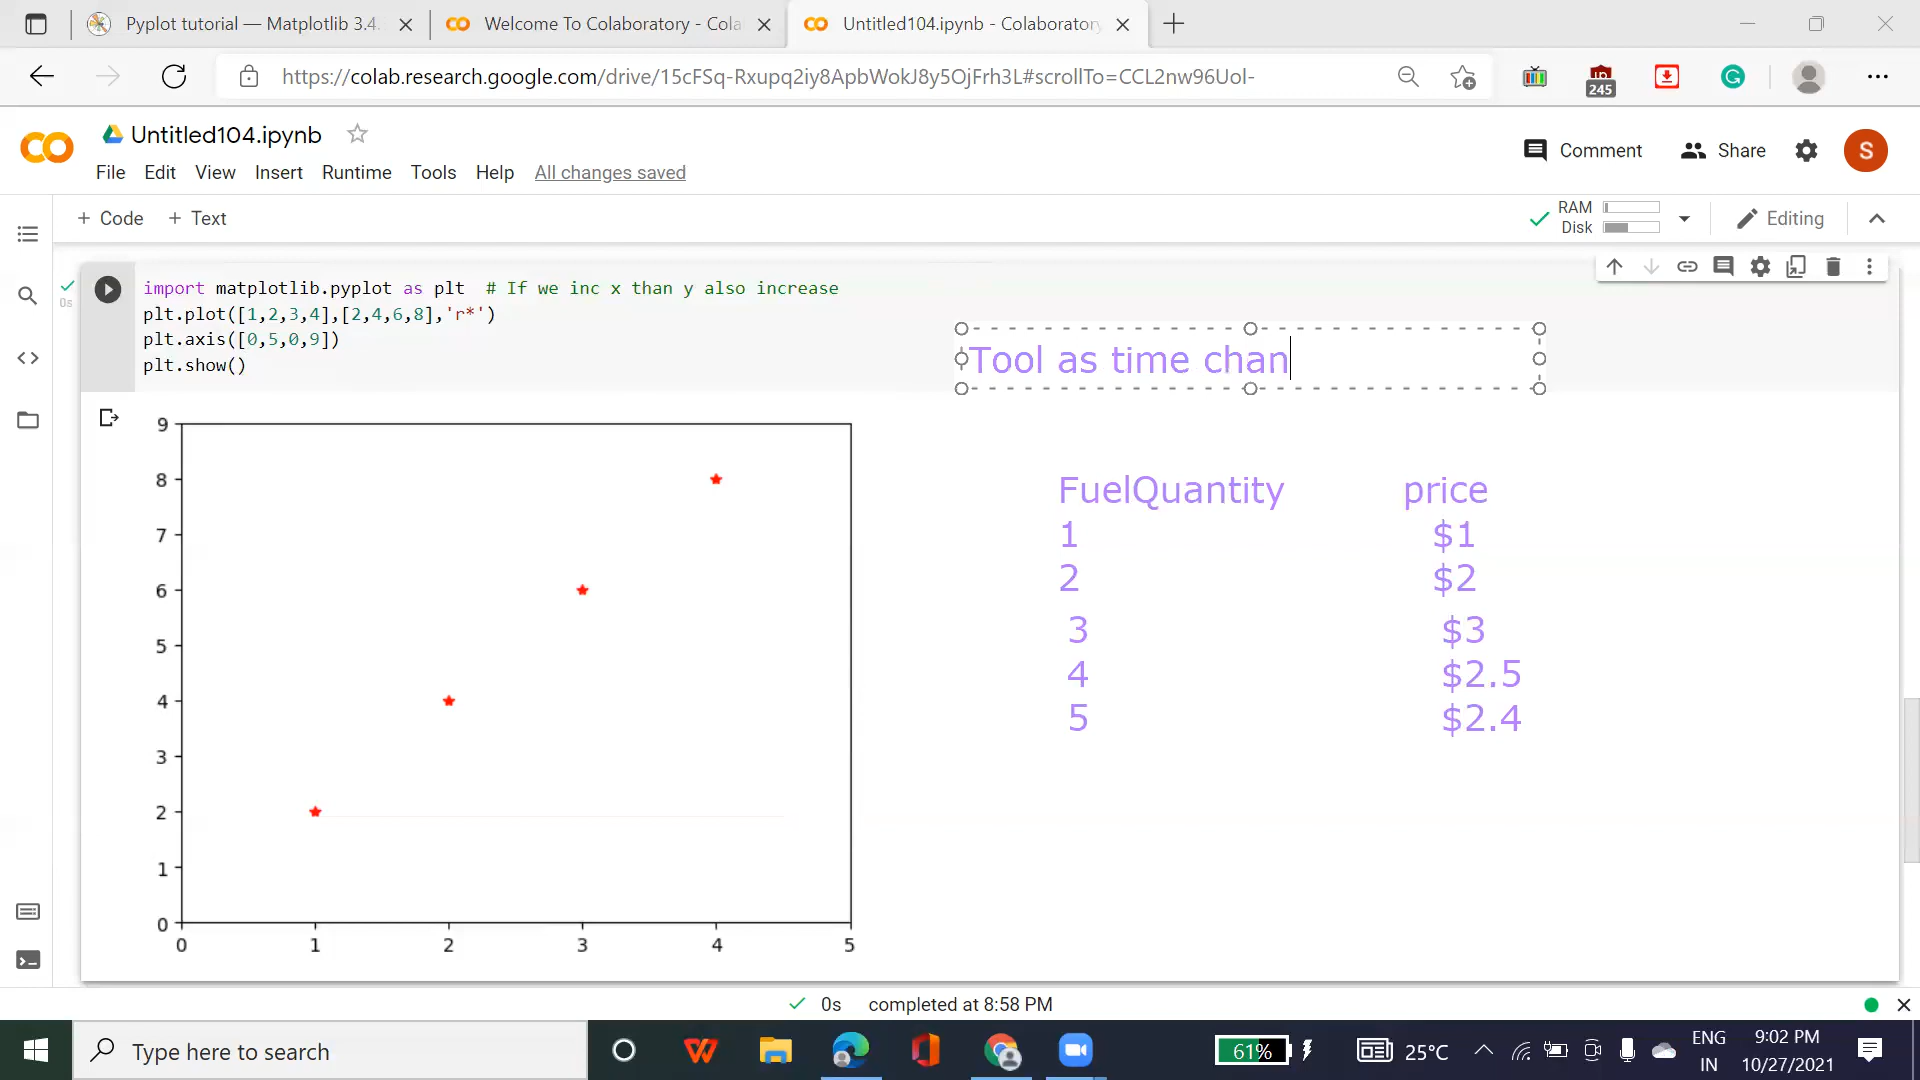 Pyplot tutorial — Matplotlib 3.4.
Welcome To Colaboratory - Cola
Untitled104.ipynb - Colaboratory
https://colab.research.google.com/drive/15cFSq-Rxupq2iy8ApbWokJ8y5OjFrh3L#scrollTo=CCL2nw96Uol-
245
Untitled104.ipynb
Comment
Share
S
File Edit View Insert Runtime Tools Help All changes saved
+ Code + Text
RAM
Disk
Editing
0s
import matplotlib.pyplot as plt # If we inc x than y also increase
plt.plot([1,2,3,4],[2,4,6,8],'r*')
plt.axis([0,5,0,9])
plt.show()
Tool as time chan
9
8
7
6
5
4
3
2
1
0
0 1 2 3 4 5
FuelQuantity price
1 $1
2 $2
3 $3
4 $2.5
5 $2.4
0s completed at 8:58 PM
Type here to search
61%
25°C
ENG
IN
9:02 PM
10/27/2021